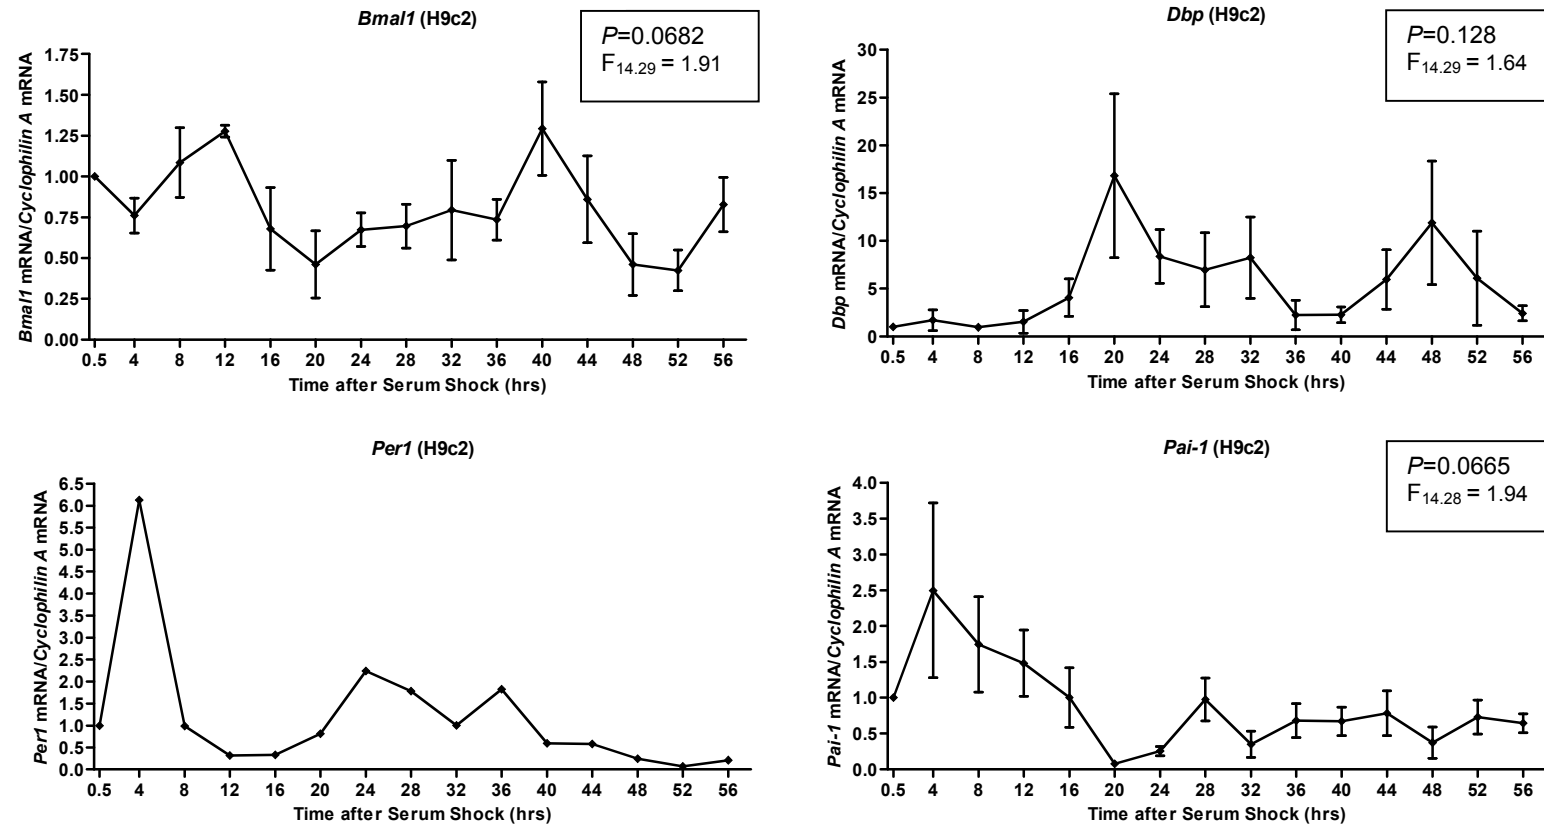 Bmal1 (H9c2)
P=0.0682
F14.29 = 1.91
Bmal1 mRNA/Cyclophilin A mRNA
1.75
1.50
1.25
1.00
0.75
0.50
0.25
0.00
0.5 4 8 12 16 20 24 28 32 36 40 44 48 52 56
Time after Serum Shock (hrs)
Dbp (H9c2)
P=0.128
F14.29 = 1.64
Dbp mRNA/Cyclophilin A mRNA
30
25
20
15
10
5
0
0.5 4 8 12 16 20 24 28 32 36 40 44 48 52 56
Time after Serum Shock (hrs)
Per1 (H9c2)
Per1 mRNA/Cyclophilin A mRNA
6.5
6.0
5.5
5.0
4.5
4.0
3.5
3.0
2.5
2.0
1.5
1.0
0.5
0.0
0.5 4 8 12 16 20 24 28 32 36 40 44 48 52 56
Time after Serum Shock (hrs)
Pai-1 (H9c2)
P=0.0665
F14.28 = 1.94
Pai-1 mRNA/Cyclophilin A mRNA
4.0
3.5
3.0
2.5
2.0
1.5
1.0
0.5
0.0
0.5 4 8 12 16 20 24 28 32 36 40 44 48 52 56
Time after Serum Shock (hrs)